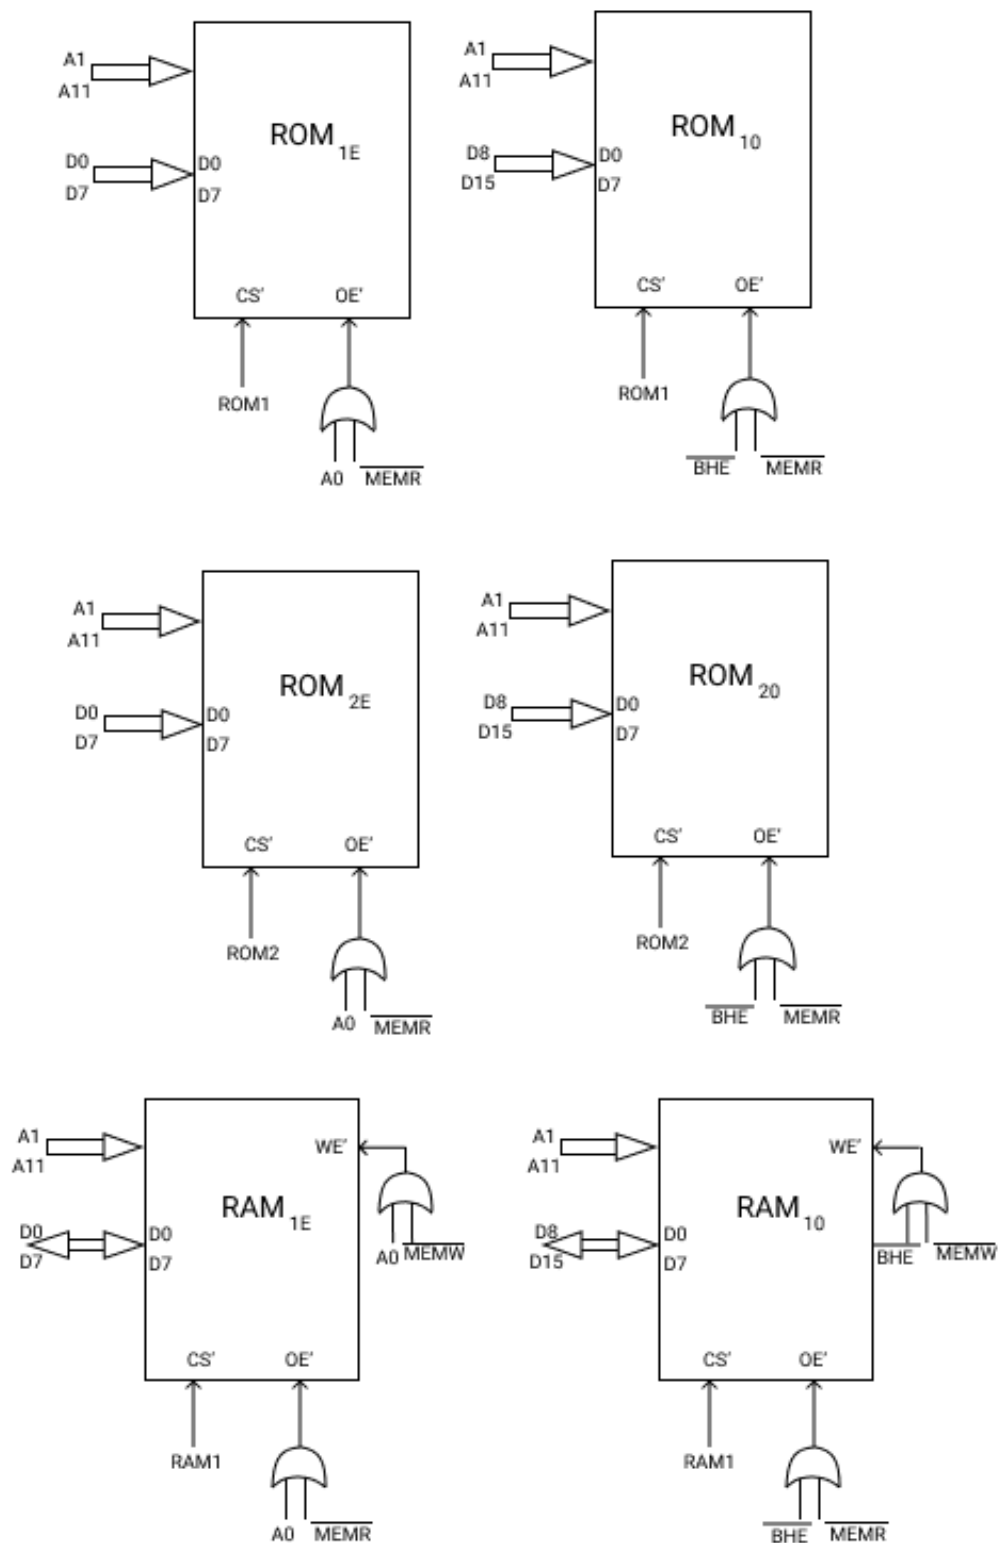 A1
A11
D0
D7
D0
D7
ROM 1E
CS'
OE'
ROM1
A0
MEMR
A1
A11
D8
D15
D0
D7
ROM 10
CS'
OE'
ROM1
BHE
MEMR
A1
A11
D0
D7
D0
D7
ROM 2E
CS'
OE'
ROM2
A0
MEMR
A1
A11
D8
D15
D0
D7
ROM 20
CS'
OE'
ROM2
BHE
MEMR
A1
A11
WE'
RAM 1E
D0
D7
D0
D7
A0
MEMW
CS'
OE'
RAM1
A0
MEMR
A1
A11
WE'
RAM 10
D8
D15
D0
D7
BHE
MEMW
CS'
OE'
RAM1
BHE
MEMR